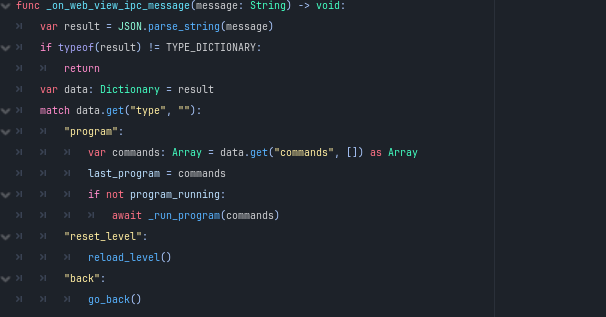 func _on_web_view_ipc_message(message: String) -> void:
var result = JSON.parse_string(message)
if typeof(result) != TYPE_DICTIONARY:
return
var data: Dictionary = result
match data.get("type", ""):
"program":
var commands: Array = data.get("commands", []) as Array
last_program = commands
if not program_running:
await _run_program(commands)
"reset_level":
reload_level()
"back":
go_back()